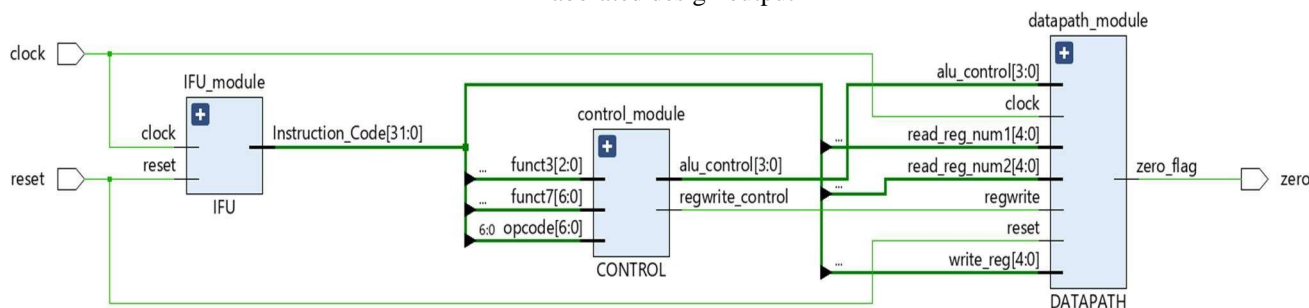 datapath_module
clock
alu_control[3:0]
IFU_module
clock
control_module
clock
Instruction_Code[31:0]
read_reg_num1[4:0]
reset
...
funct3[2:0]
alu_control[3:0]
...
read_reg_num2[4:0]
zero_flag
reset
zero
IFU
...
funct7[6:0]
regwrite_control
...
regwrite
6:0 opcode[6:0]
reset
CONTROL
...
write_reg[4:0]
DATAPATH